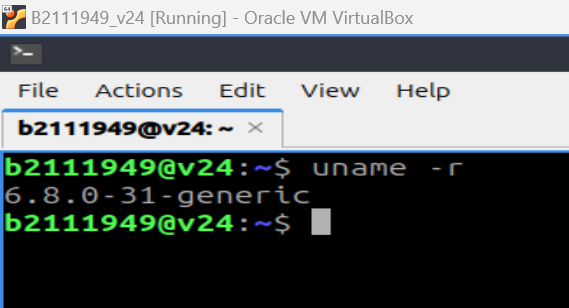 B2111949_v24 [Running] - Oracle VM VirtualBox
File Actions Edit View Help
b2111949@v24: ~ ×
b2111949@v24:~$ uname -r
6.8.0-31-generic
b2111949@v24:~$